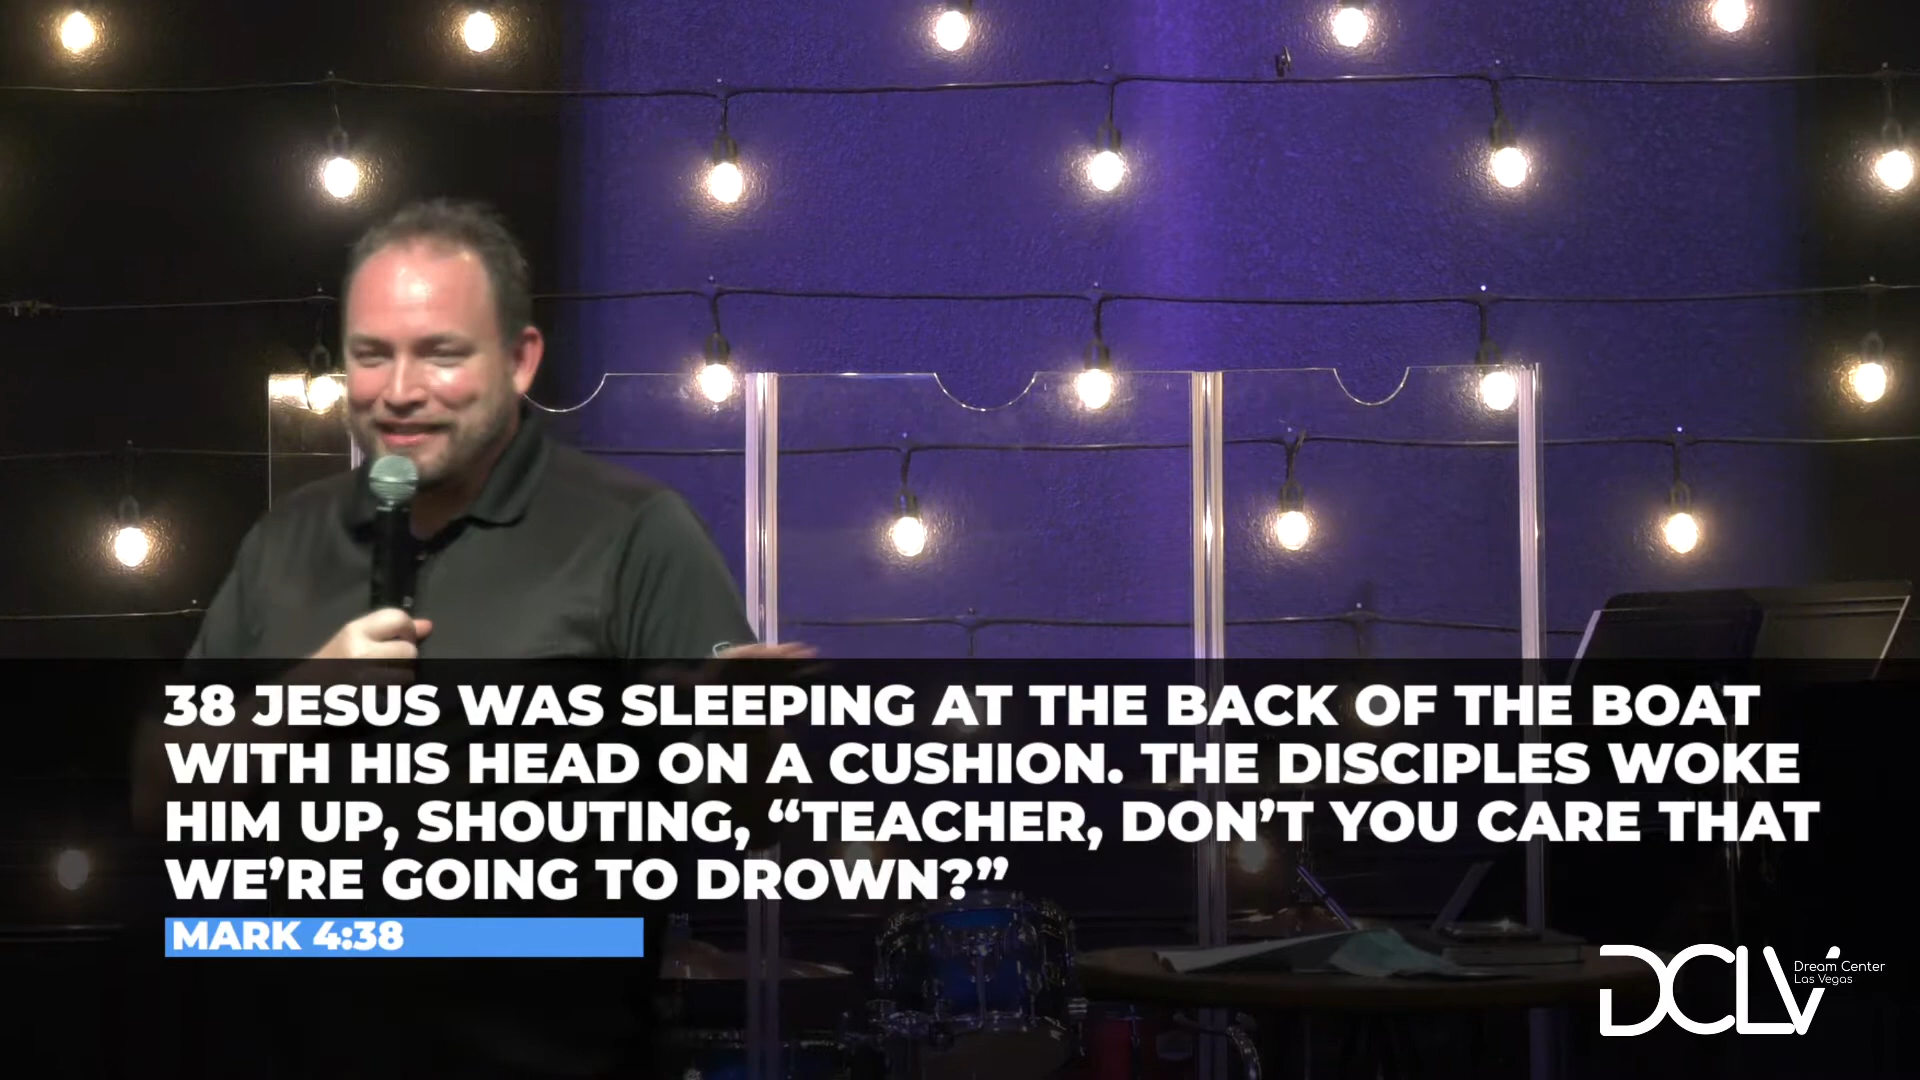 38 JESUS WAS SLEEPING AT THE BACK OF THE BOAT
WITH HIS HEAD ON A CUSHION. THE DISCIPLES WOKE
HIM UP, SHOUTING, “TEACHER, DON’T YOU CARE THAT
WE’RE GOING TO DROWN?”
MARK 4:38
DCLV
Dream Center
Las Vegas